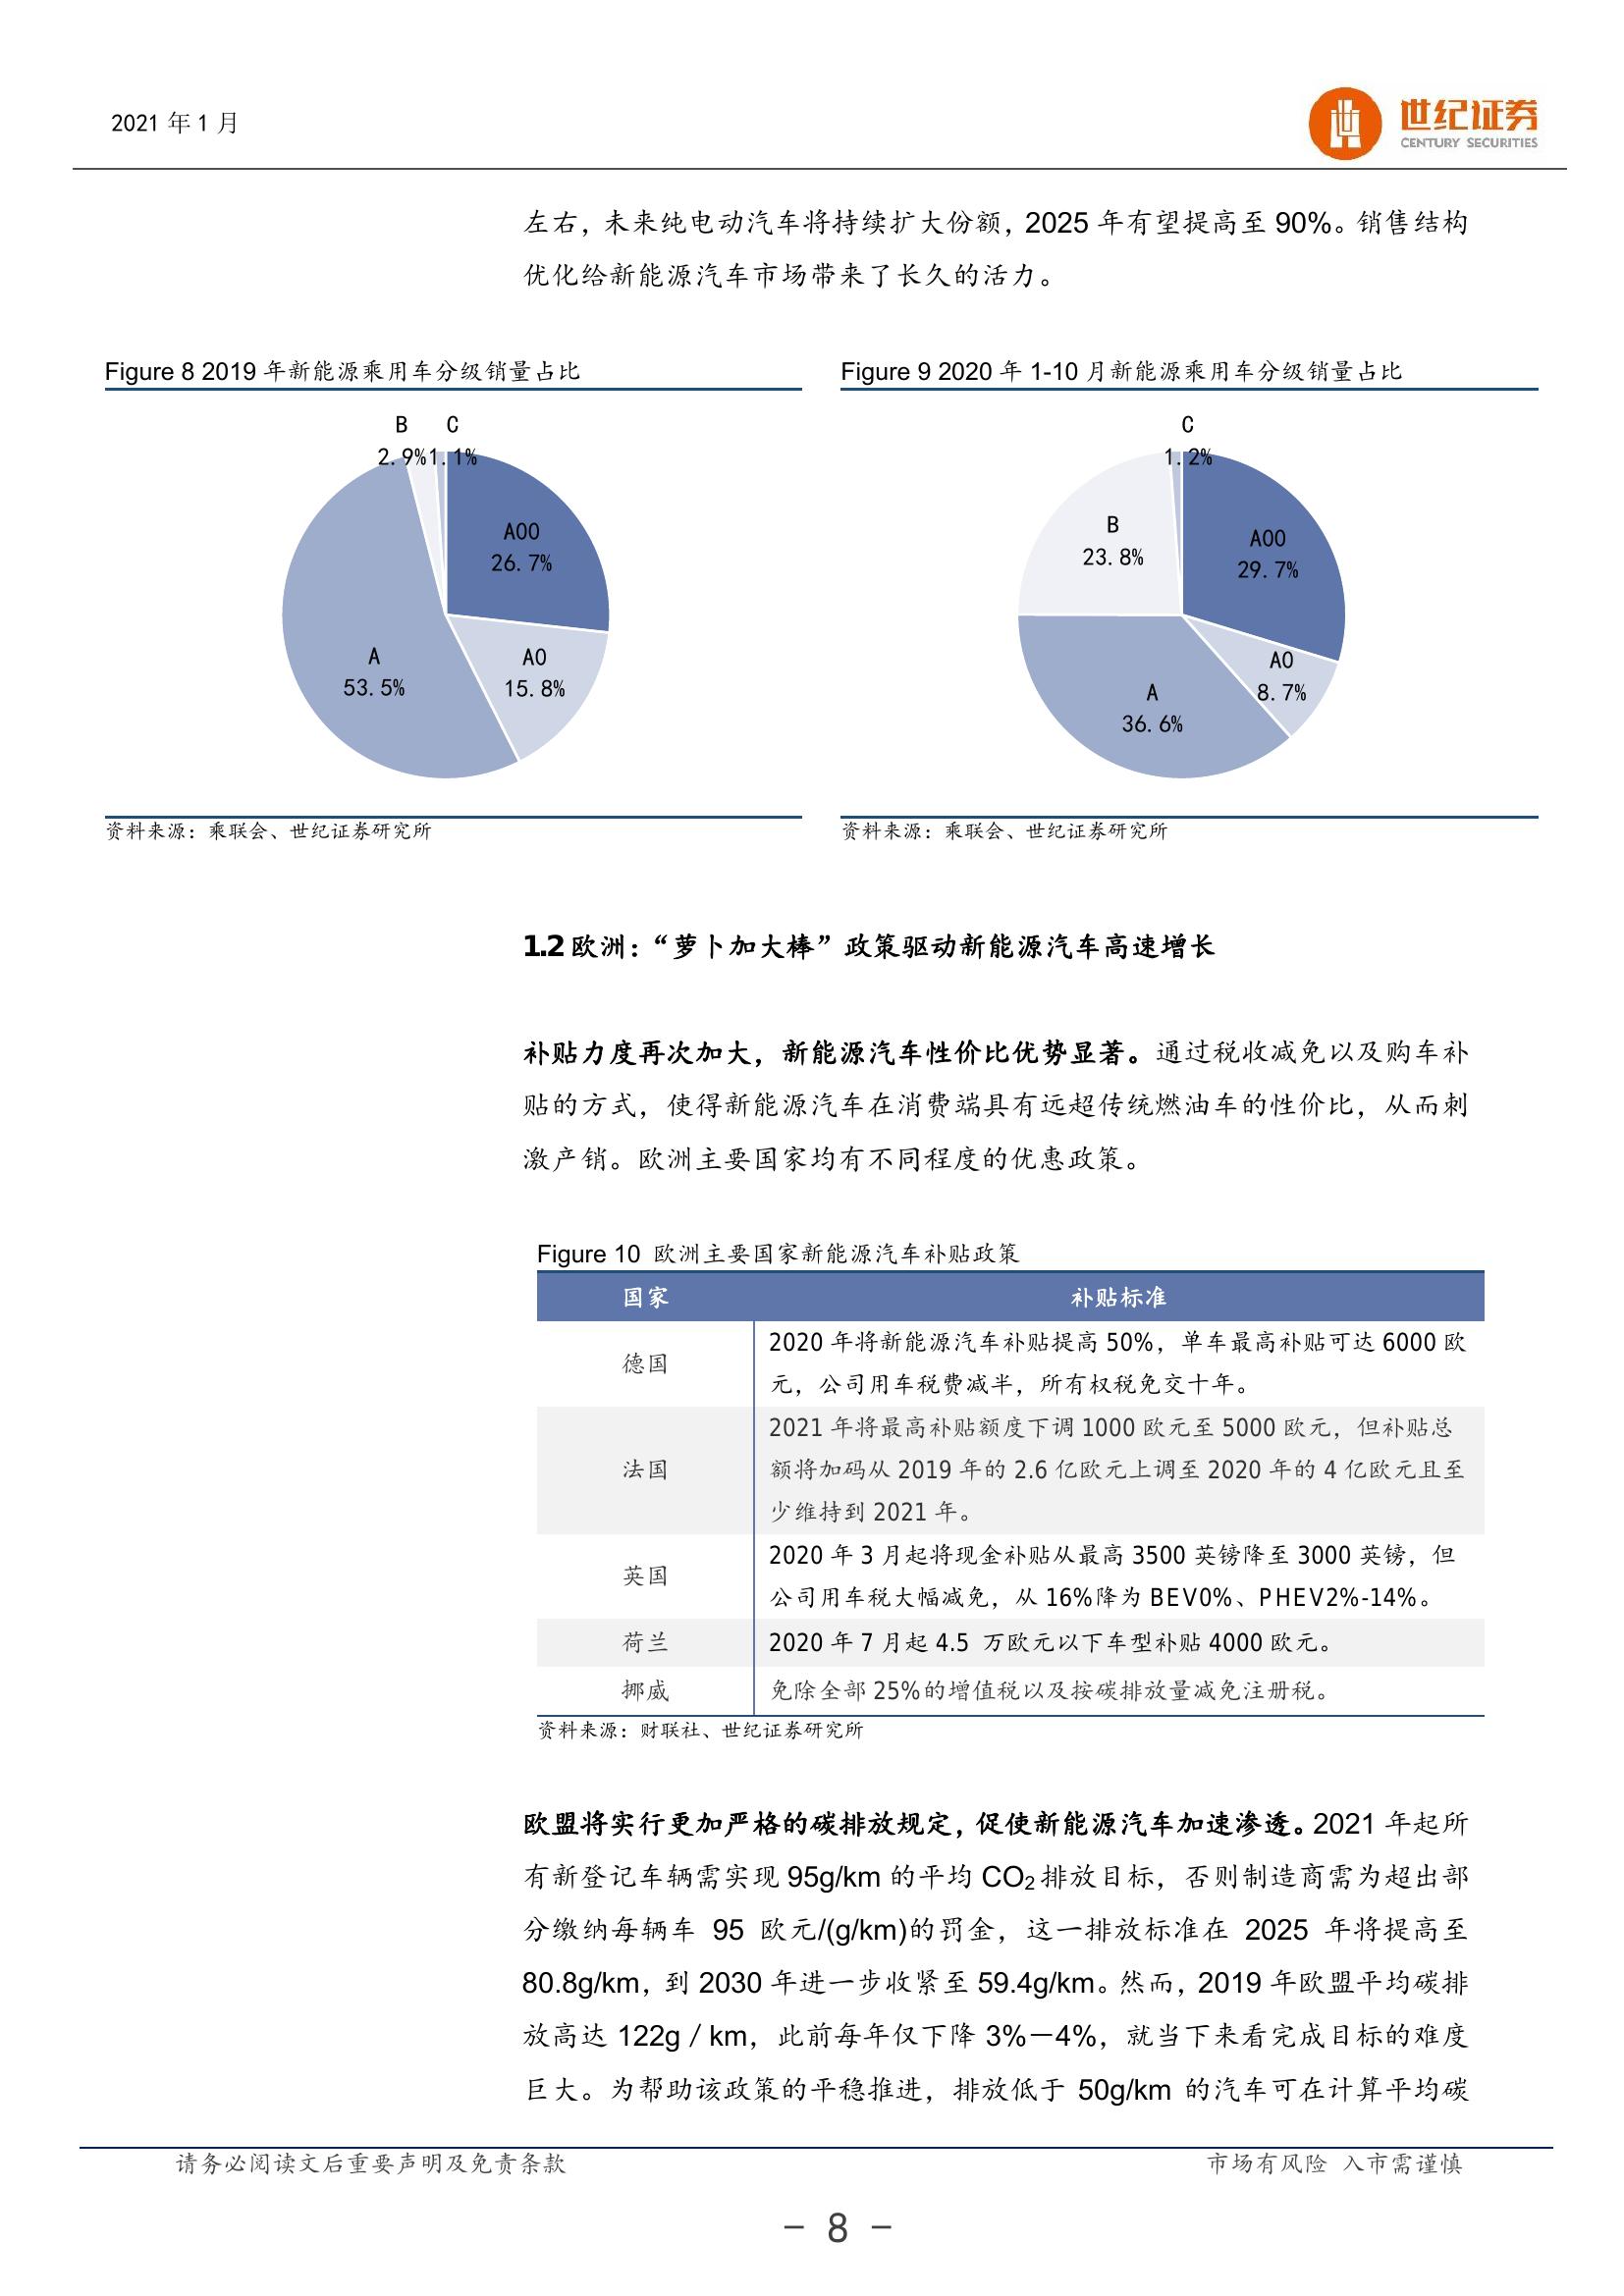 2021 年 1 月
世纪证券
CENTURY SECURITIES
左右，未来纯电动汽车将持续扩大份额，2025 年有望提高至 90%。销售结构
优化给新能源汽车市场带来了长久的活力。
Figure 8 2019 年新能源乘用车分级销量占比
B
2.9%
C
1.1%
A00
26.7%
A0
15.8%
A
53.5%
资料来源：乘联会、世纪证券研究所
Figure 9 2020 年 1-10 月新能源乘用车分级销量占比
C
1.2%
B
23.8%
A00
29.7%
A0
8.7%
A
36.6%
资料来源：乘联会、世纪证券研究所
1.2 欧洲：“萝卜加大棒”政策驱动新能源汽车高速增长
补贴力度再次加大，新能源汽车性价比优势显著。通过税收减免以及购车补
贴的方式，使得新能源汽车在消费端具有远超传统燃油车的性价比，从而刺
激产销。欧洲主要国家均有不同程度的优惠政策。
Figure 10 欧洲主要国家新能源汽车补贴政策
国家 补贴标准
德国
2020 年将新能源汽车补贴提高 50%，单车最高补贴可达 6000 欧
元，公司用车税费减半，所有权税免交十年。
法国
2021 年将最高补贴额度下调 1000 欧元至 5000 欧元，但补贴总
额将加码从 2019 年的 2.6 亿欧元上调至 2020 年的 4 亿欧元且至
少维持到 2021 年。
英国
2020 年 3 月起将现金补贴从最高 3500 英镑降至 3000 英镑，但
公司用车税大幅减免，从 16%降为 BEV0%、PHEV2%-14%。
荷兰 2020 年 7 月起 4.5 万欧元以下车型补贴 4000 欧元。
挪威 免除全部 25%的增值税以及按碳排放量减免注册税。
资料来源：财联社、世纪证券研究所
欧盟将实行更加严格的碳排放规定，促使新能源汽车加速渗透。2021 年起所
有新登记车辆需实现 95g/km 的平均 CO₂ 排放目标，否则制造商需为超出部
分缴纳每辆车 95 欧元/(g/km)的罚金，这一排放标准在 2025 年将提高至
80.8g/km，到 2030 年进一步收紧至 59.4g/km。然而，2019 年欧盟平均碳排
放高达 122g / km，此前每年仅下降 3%－4%，就当下来看完成目标的难度
巨大。为帮助该政策的平稳推进，排放低于 50g/km 的汽车可在计算平均碳
请务必阅读文后重要声明及免责条款 市场有风险 入市需谨慎
- 8 -